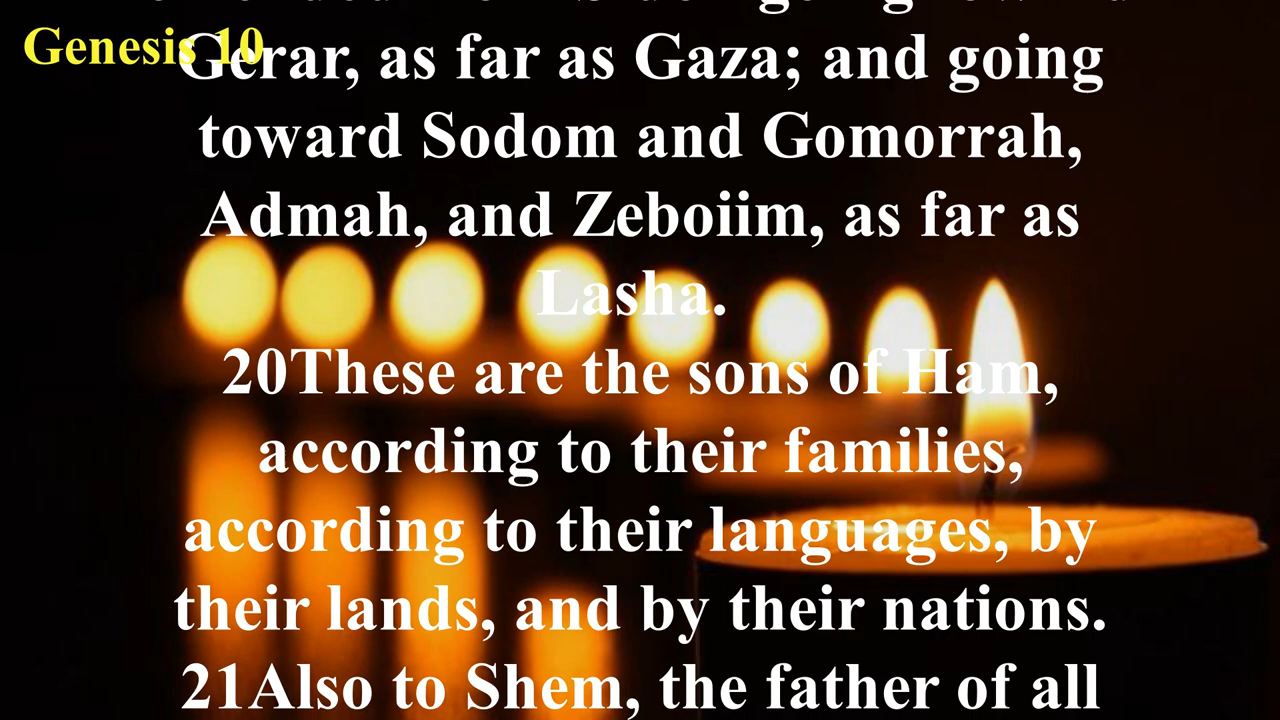 Genesis 10
Gerar, as far as Gaza; and going
toward Sodom and Gomorrah,
Admah, and Zeboiim, as far as
Lasha.
20These are the sons of Ham,
according to their families,
according to their languages, by
their lands, and by their nations.
21Also to Shem, the father of all